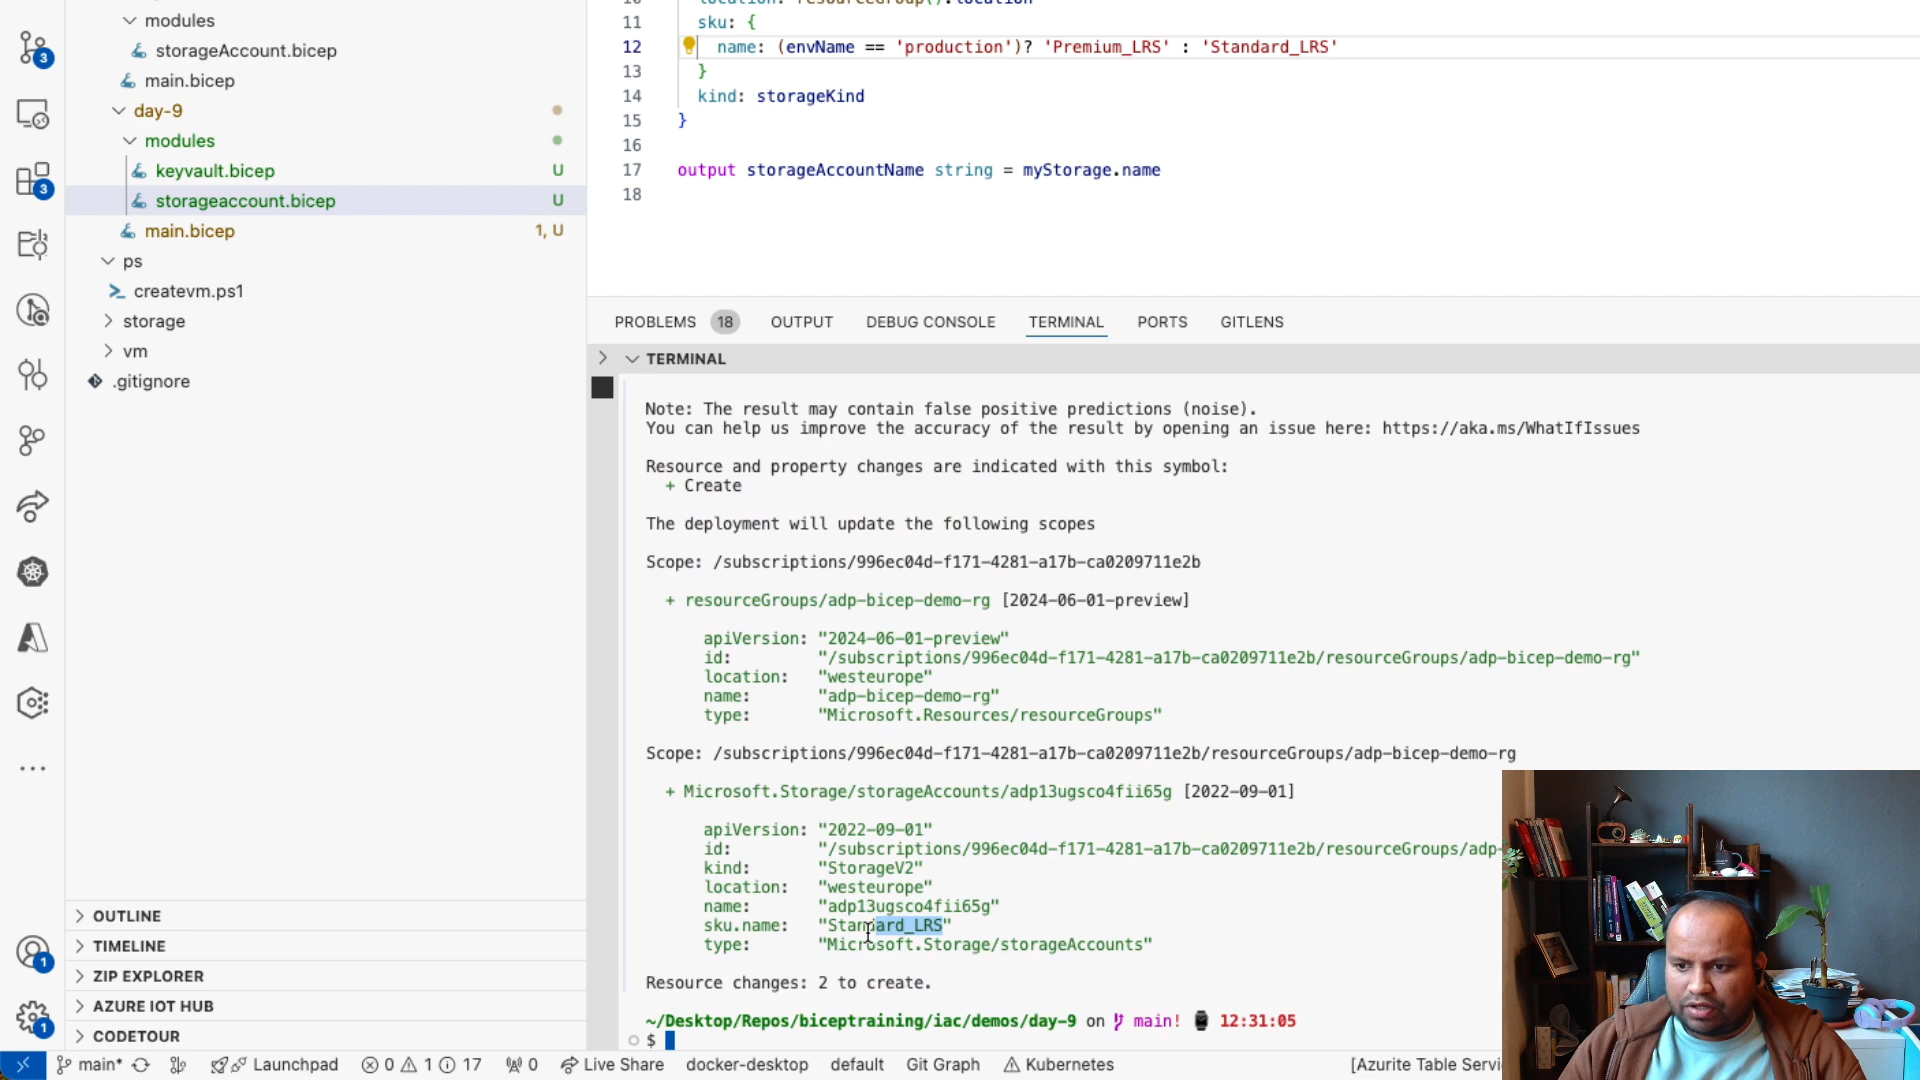 modules
storageAccount.bicep
main.bicep
day-9
modules
keyvault.bicep U
storageaccount.bicep U
main.bicep 1, U
ps
createvm.ps1
storage
vm
.gitignore
OUTLINE
TIMELINE
ZIP EXPLORER
AZURE IOT HUB
CODETOUR
3
3
1
1
11 sku: {
12 name: (envName == 'production')? 'Premium_LRS' : 'Standard_LRS'
13 }
14 kind: storageKind
15 }
16
17 output storageAccountName string = myStorage.name
18
PROBLEMS 18 OUTPUT DEBUG CONSOLE TERMINAL PORTS GITLENS
TERMINAL
Note: The result may contain false positive predictions (noise).
You can help us improve the accuracy of the result by opening an issue here: https://aka.ms/WhatIfIssues
Resource and property changes are indicated with this symbol:
+ Create
The deployment will update the following scopes
Scope: /subscriptions/996ec04d-f171-4281-a17b-ca0209711e2b
+ resourceGroups/adp-bicep-demo-rg [2024-06-01-preview]
apiVersion: "2024-06-01-preview"
id: "/subscriptions/996ec04d-f171-4281-a17b-ca0209711e2b/resourceGroups/adp-bicep-demo-rg"
location: "westeurope"
name: "adp-bicep-demo-rg"
type: "Microsoft.Resources/resourceGroups"
Scope: /subscriptions/996ec04d-f171-4281-a17b-ca0209711e2b/resourceGroups/adp-bicep-demo-rg
+ Microsoft.Storage/storageAccounts/adp13ugsco4fii65g [2022-09-01]
apiVersion: "2022-09-01"
id: "/subscriptions/996ec04d-f171-4281-a17b-ca0209711e2b/resourceGroups/adp-
kind: "StorageV2"
location: "westeurope"
name: "adp13ugsco4fii65g"
sku.name: "Standard_LRS"
type: "Microsoft.Storage/storageAccounts"
Resource changes: 2 to create.
~/Desktop/Repos/biceptraining/iac/demos/day-9 on main! 12:31:05
$
main* Launchpad 0 1 17 0 Live Share docker-desktop default Git Graph Kubernetes [Azurite Table Servi